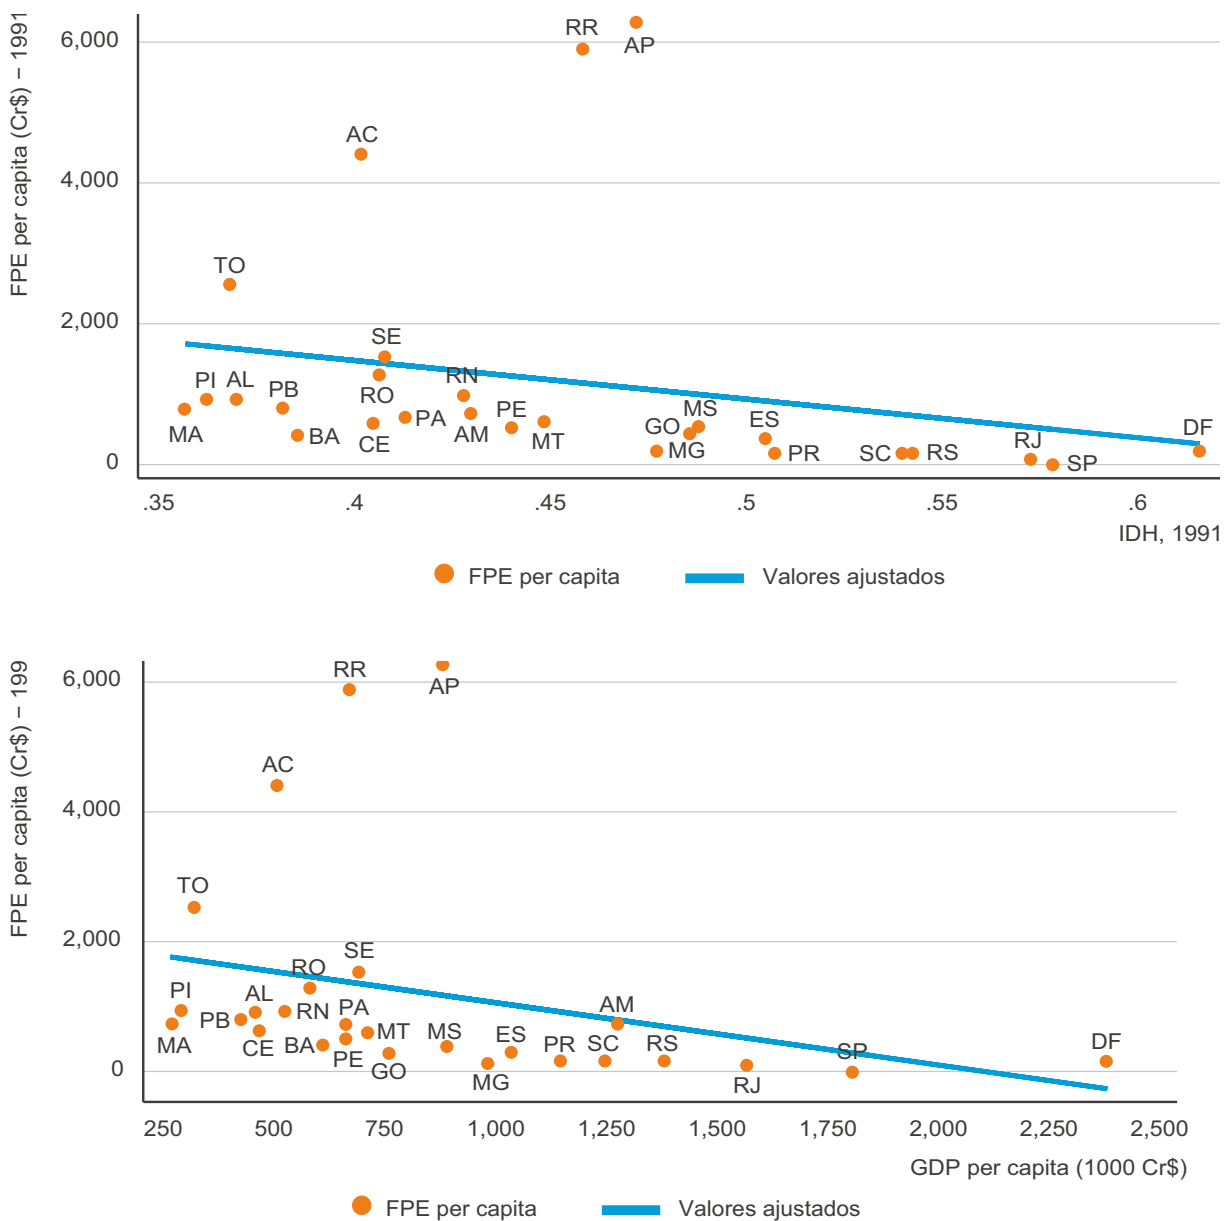 FPE per capita (Cr$) – 1991
6,000
4,000
2,000
0
RR
AP
AC
TO
SE
PI
AL
PB
RO
RN
MA
BA
CE
PA
AM
PE
MT
GO
MS
MG
ES
PR
SC
RS
RJ
SP
DF
.35 .4 .45 .5 .55 .6
IDH, 1991
FPE per capita Valores ajustados
FPE per capita (Cr$) – 199
6,000
4,000
2,000
0
RR
AP
AC
TO
SE
RO
PI
AL
PB
RN
PA
MA
CE
BA
PE
MT
GO
MS
MG
ES
PR
SC
AM
RS
RJ
SP
DF
250 500 750 1,000 1,250 1,500 1,750 2,000 2,250 2,500
GDP per capita (1000 Cr$)
FPE per capita Valores ajustados